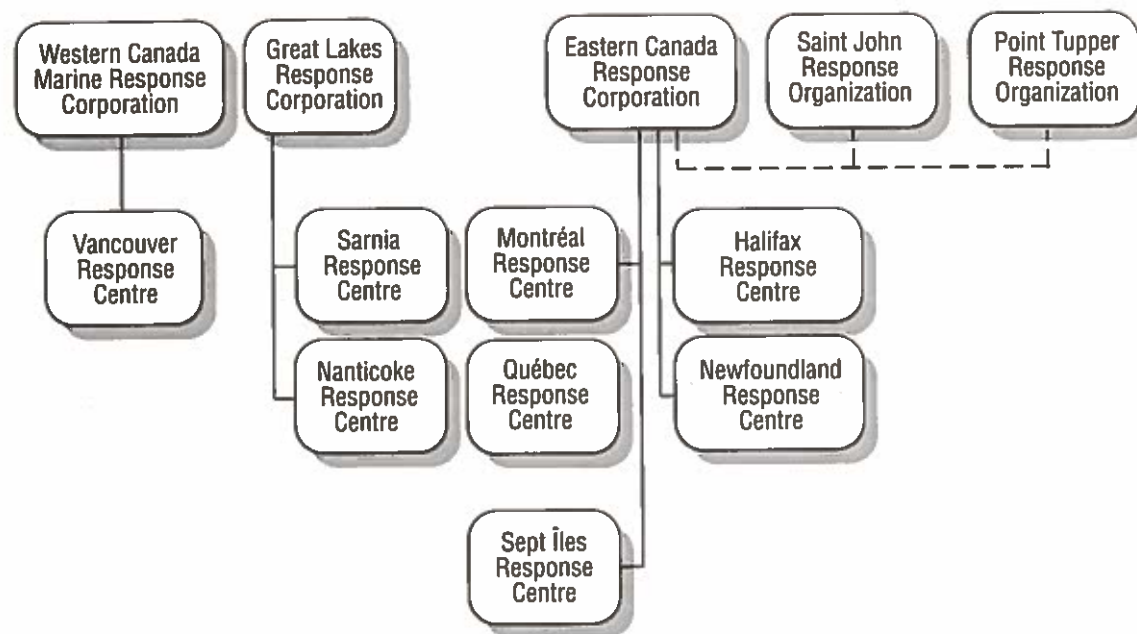 Western Canada
Marine Response
Corporation
Great Lakes
Response
Corporation
Eastern Canada
Response
Corporation
Saint John
Response
Organization
Point Tupper
Response
Organization
Vancouver
Response
Centre
Sarnia
Response
Centre
Montréal
Response
Centre
Halifax
Response
Centre
Nanticoke
Response
Centre
Québec
Response
Centre
Newfoundland
Response
Centre
Sept Îles
Response
Centre